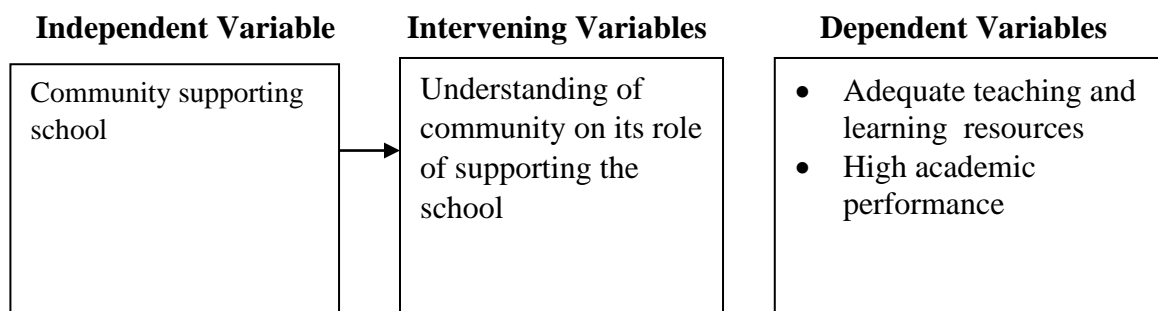 Independent Variable
Intervening Variables
Dependent Variables
Community supporting
school
Understanding of
community on its role
of supporting the
school
• Adequate teaching and
learning resources
• High academic
performance